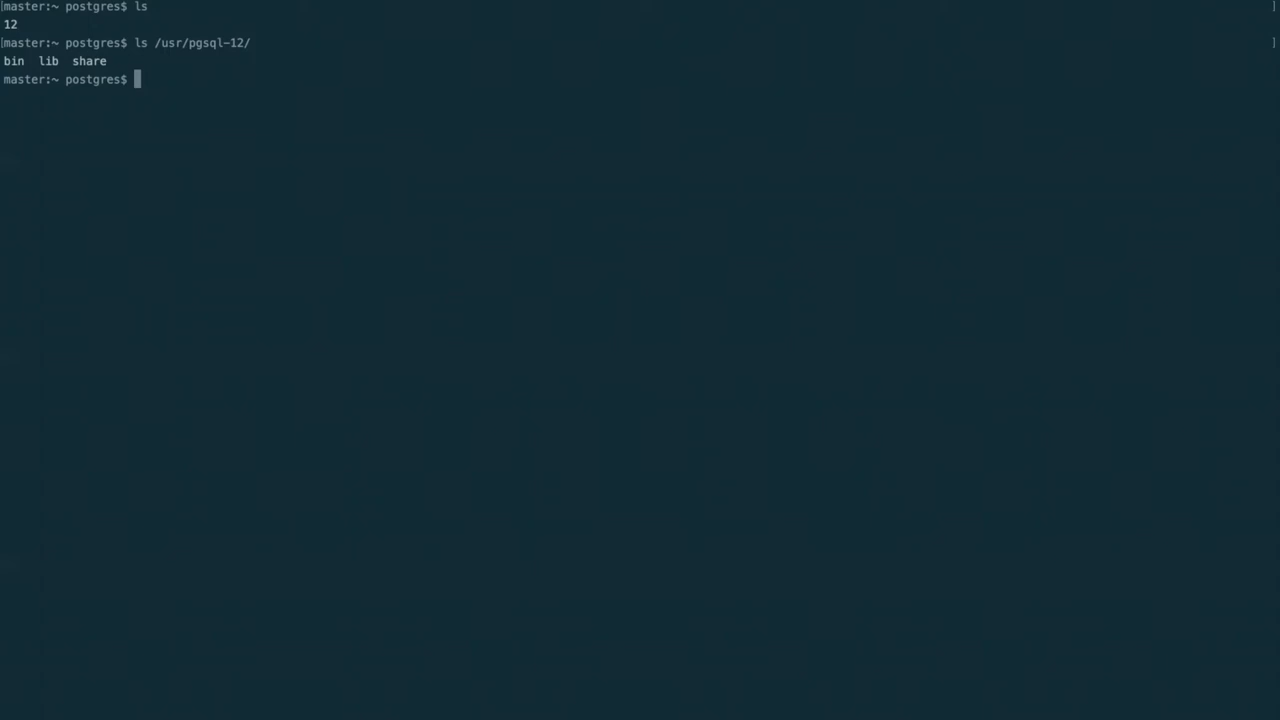 [master:~ postgres$ ls ]
12
[master:~ postgres$ ls /usr/pgsql-12/ ]
bin lib share
master:~ postgres$